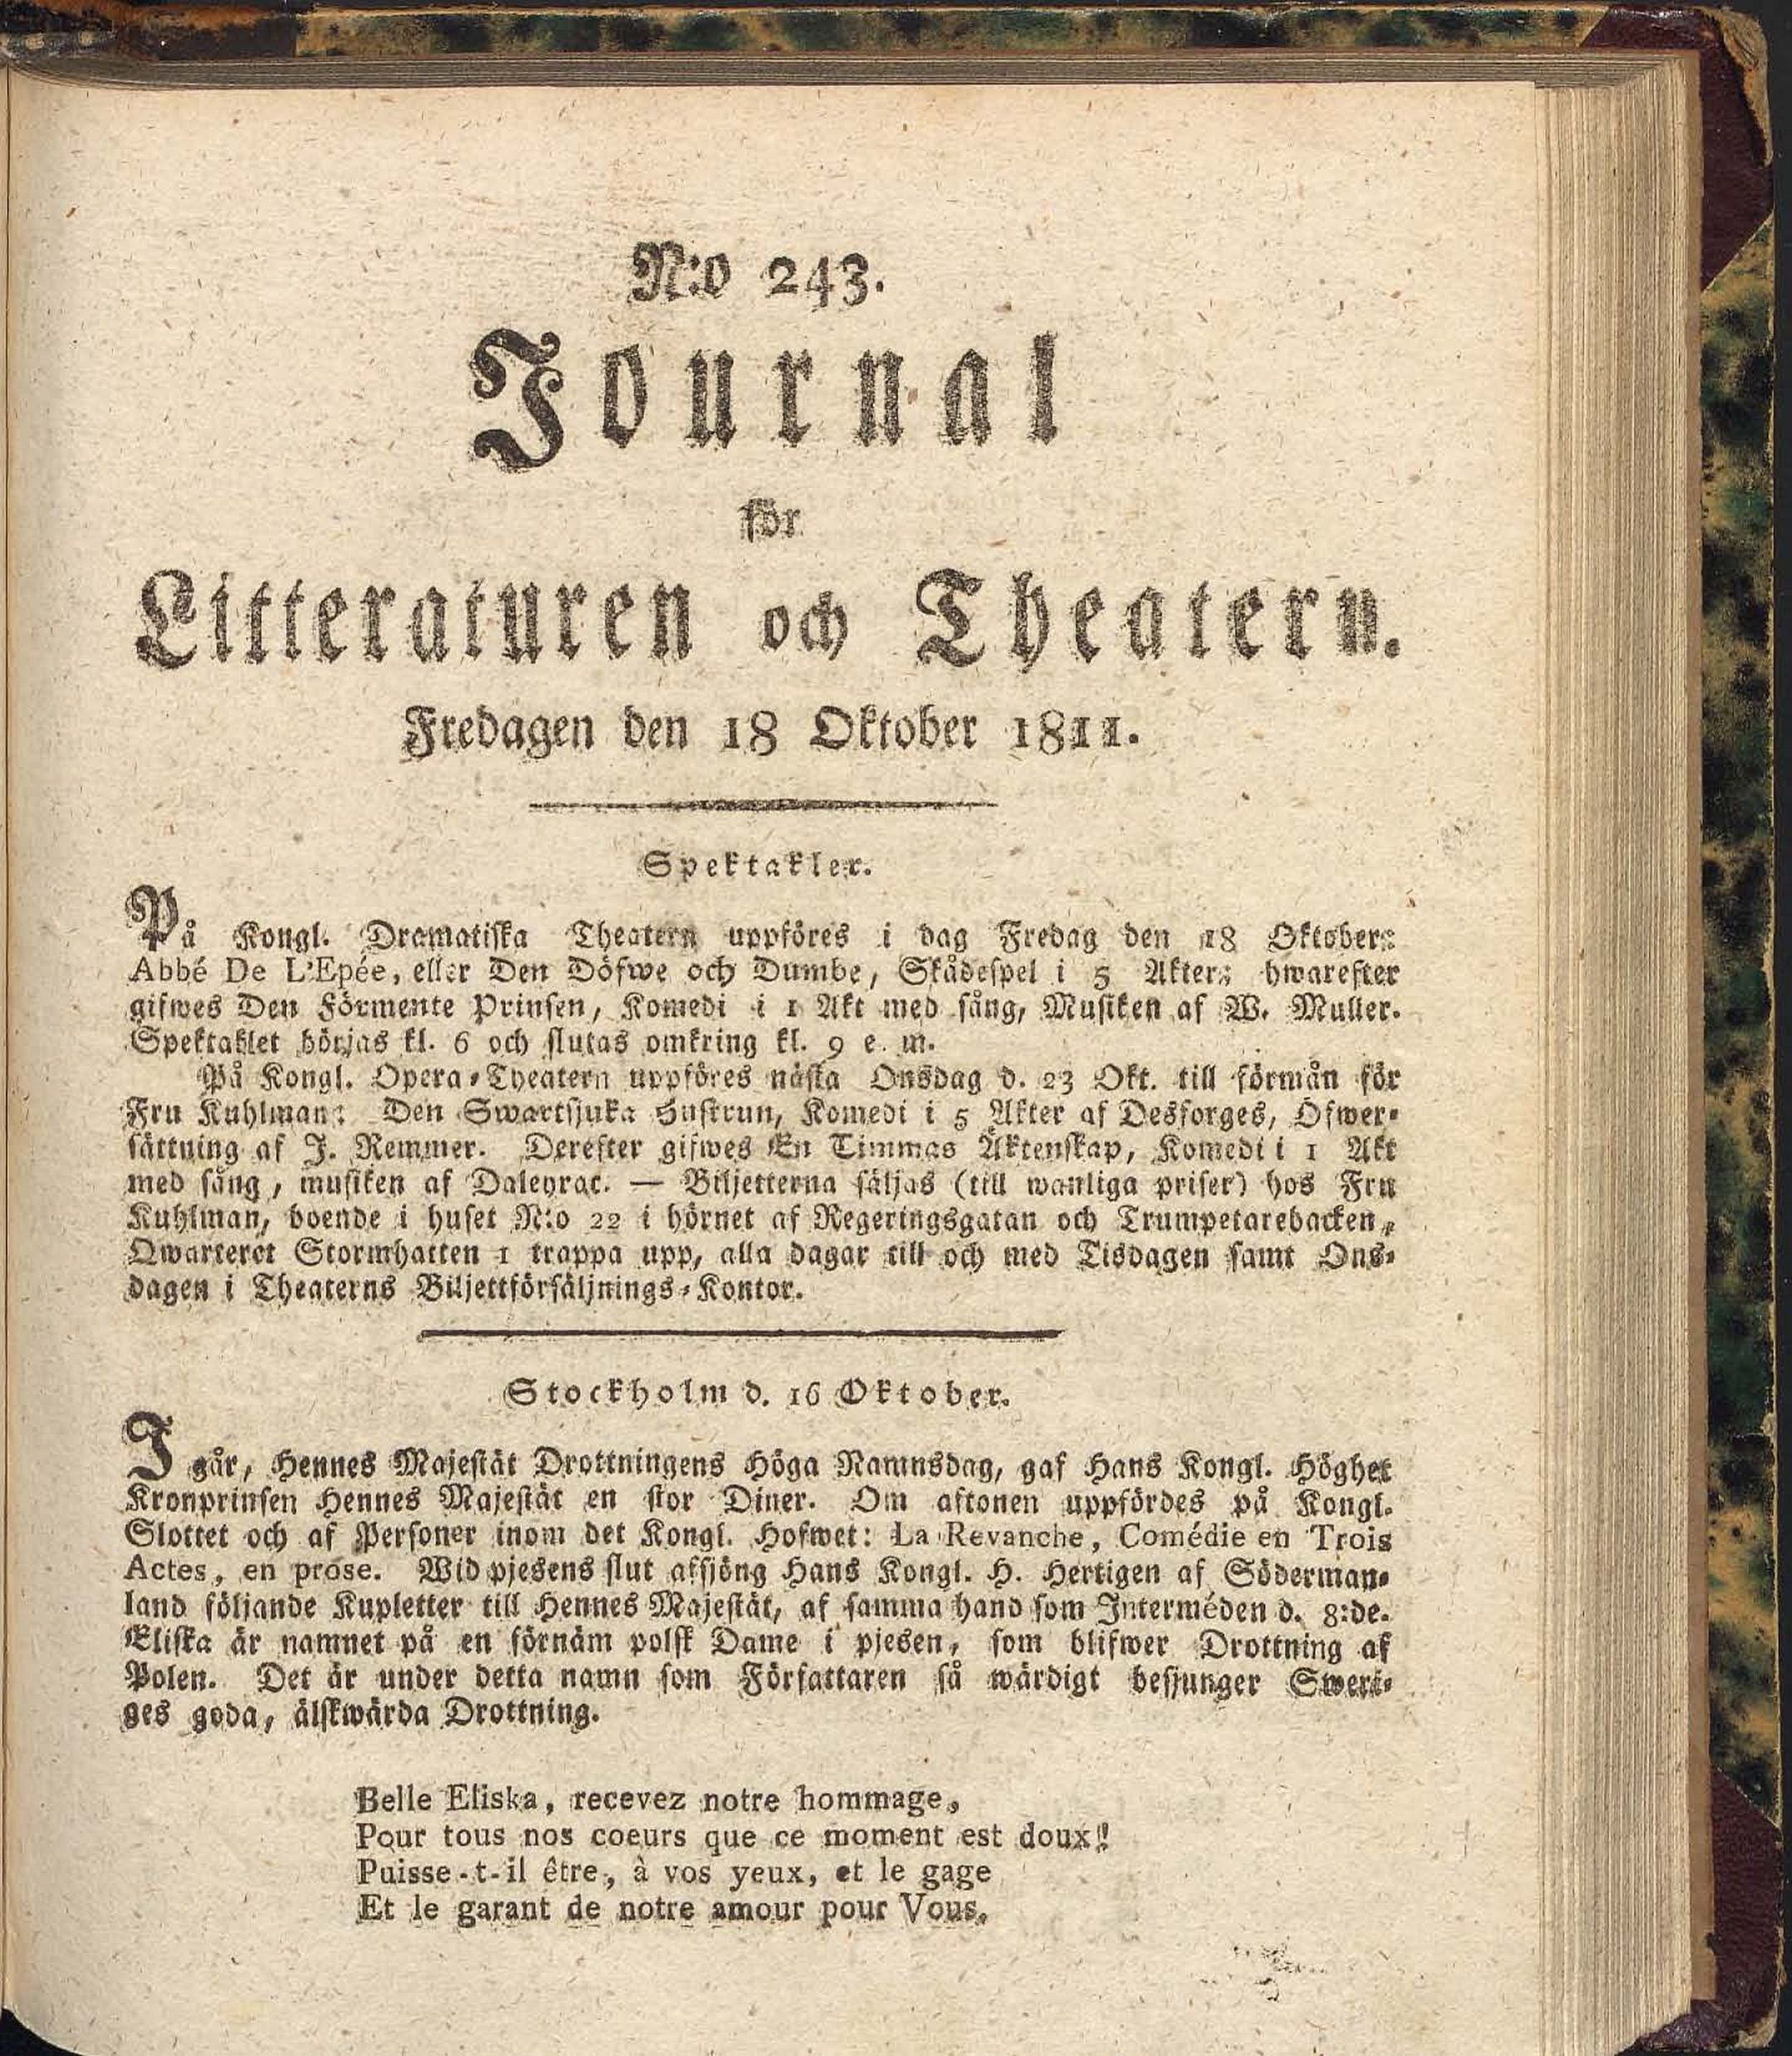 N:o 243.
Journal
för
Litteraturen och Theatern.
Fredagen den 18 Oktober 1811.
Spektakler.
På Kongl. Dramatiska Theatern uppföres i dag Fredag den 18 Oktober:
Abbé De L'Epée, eller Den Döfwe och Dumbe, Skådespel i 5 Akter; hwarefter
gifwes Den Förmente Prinsen, Komedi i 1 Akt med sång, Musiken af W. Muller.
Spektaklet börjas kl. 6 och slutas omkring kl. 9 e. m.
På Kongl. Opera-Theatern uppföres nästa Onsdag d. 23 Okt. till förmån för
Fru Kuhlman: Den Swartsjuka Hustrun, Komedi i 5 Akter af Desforges, Öfwer-
sättning af J. Remmer. Derefter gifwes En Timmas Äktenskap, Komedi i 1 Akt
med sång, musiken af Daleyrac. — Biljetterna säljas (till wanliga priser) hos Fru
Kuhlman, boende i huset N:o 22 i hörnet af Regeringsgatan och Trumpetarebacken,
Qwarteret Stormhatten 1 trappa upp, alla dagar till och med Tisdagen samt Ons-
dagen i Theaterns Biljettförsäljnings-Kontor.
Stockholm d. 16 Oktober.
I går, Hennes Majestät Drottningens Höga Namnsdag, gaf Hans Kongl. Höghet
Kronprinsen Hennes Majestät en stor Diner. Om aftonen uppfördes på Kongl.
Slottet och af Personer inom det Kongl. Hofwet: La Revanche, Comédie en Trois
Actes, en prose. Wid pjesens slut afsjöng Hans Kongl. H. Hertigen af Söderman-
land följande Kupletter till Hennes Majestät, af samma hand som Interméden d. 8:de.
Eliska är namnet på en förnäm polsk Dame i pjesen, som blifwer Drottning af
Polen. Det är under detta namn som Författaren så wärdigt besjunger Sweri-
ges goda, älskwärda Drottning.
Belle Eliska, recevez notre hommage,
Pour tous nos coeurs que ce moment est doux!
Puisse-t-il être, à vos yeux, et le gage
Et le garant de notre amour pour Vous.